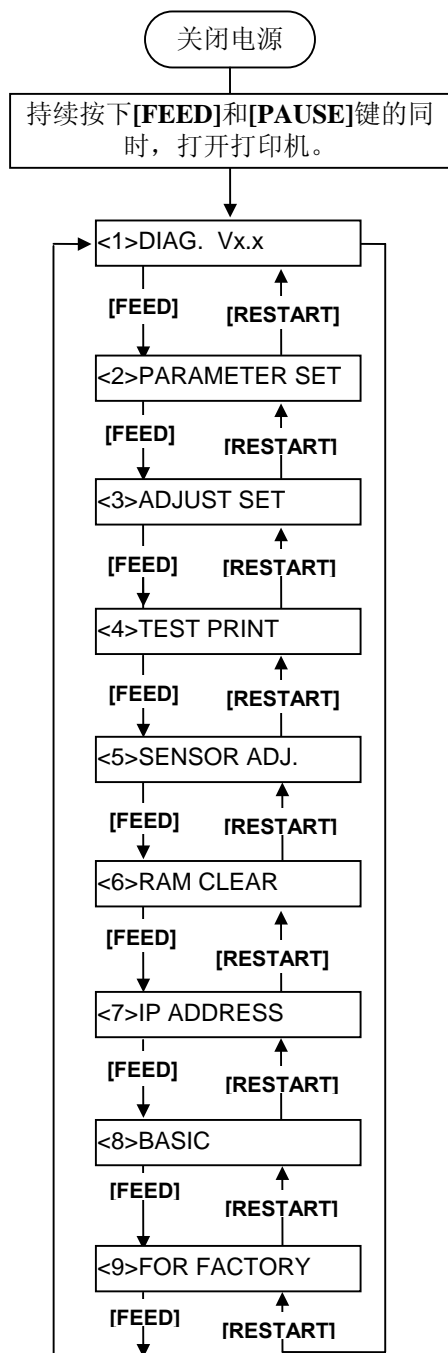 关闭电源
持续按下[FEED]和[PAUSE]键的同
时，打开打印机。
<1>DIAG. Vx.x
[FEED] [RESTART]
<2>PARAMETER SET
[FEED] [RESTART]
<3>ADJUST SET
[FEED] [RESTART]
<4>TEST PRINT
[FEED] [RESTART]
<5>SENSOR ADJ.
[FEED] [RESTART]
<6>RAM CLEAR
[FEED] [RESTART]
<7>IP ADDRESS
[FEED] [RESTART]
<8>BASIC
[FEED] [RESTART]
<9>FOR FACTORY
[FEED] [RESTART]